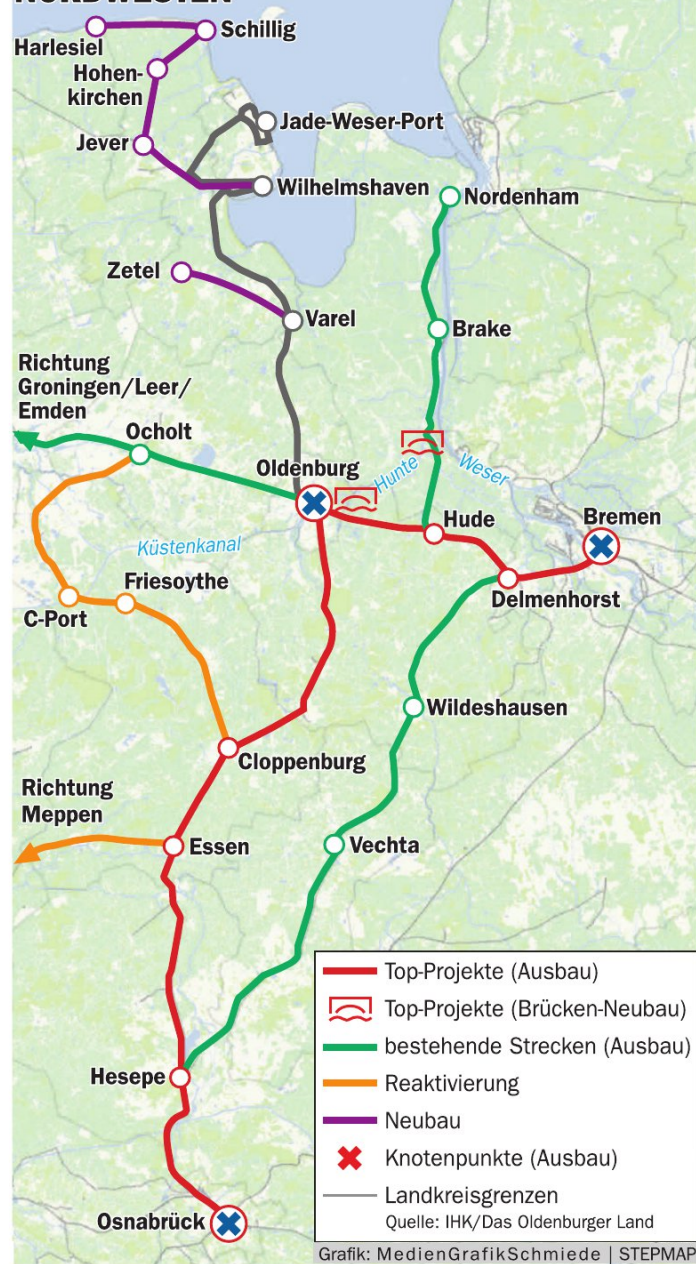 NORDWESTEN
Harlesiel
Schillig
Hohen-
kirchen
Jade-Weser-Port
Jever
Wilhelmshaven
Nordenham
Zetel
Varel
Brake
Richtung
Groningen/Leer/
Emden
Ocholt
Oldenburg
Hunte
Weser
Hude
Bremen
Küstenkanal
Friesoythe
C-Port
Delmenhorst
Wildeshausen
Cloppenburg
Richtung
Meppen
Essen
Vechta
Hesepe
Osnabrück
Top-Projekte (Ausbau)
Top-Projekte (Brücken-Neubau)
bestehende Strecken (Ausbau)
Reaktivierung
Neubau
Knotenpunkte (Ausbau)
Landkreisgrenzen
Quelle: IHK/Das Oldenburger Land
Grafik: MedienGrafikSchmiede | STEPMAP